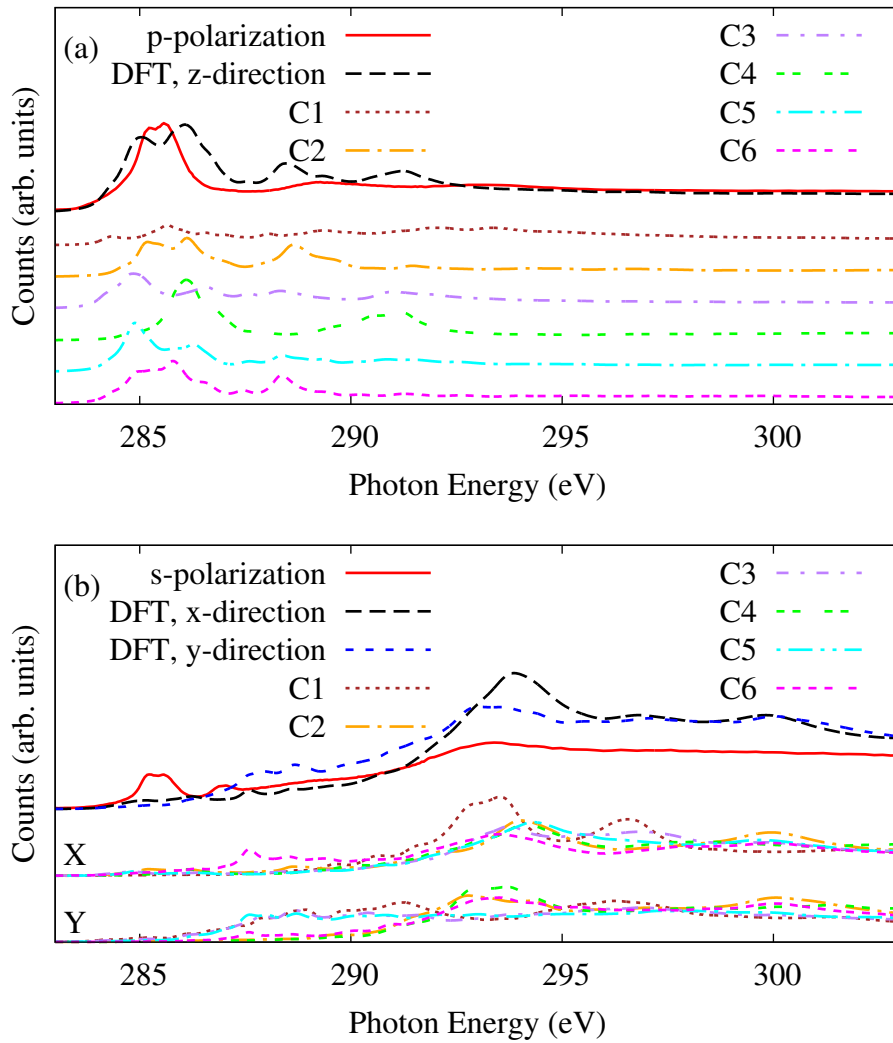 (a)
p-polarization
DFT, z-direction
C1
C2
C3
C4
C5
C6
Counts (arb. units)
285 290 295 300
Photon Energy (eV)
(b)
s-polarization
DFT, x-direction
DFT, y-direction
C1
C2
C3
C4
C5
C6
Counts (arb. units)
X
Y
285 290 295 300
Photon Energy (eV)